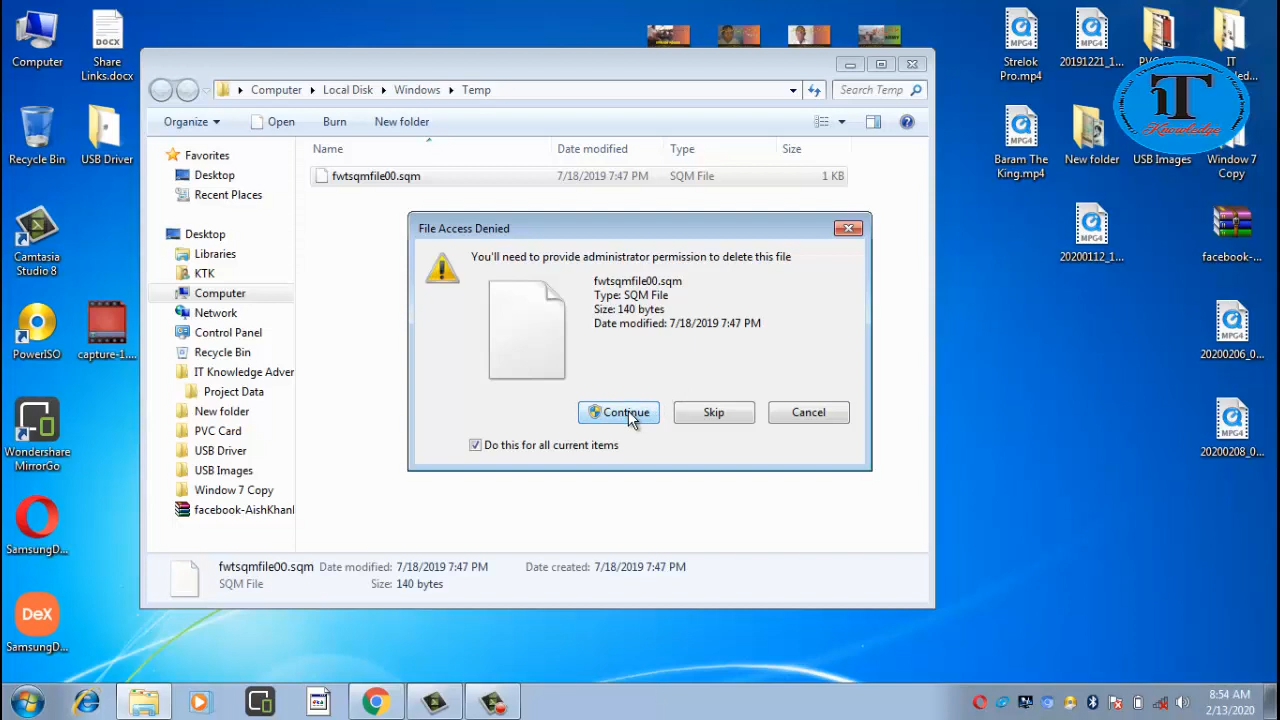 Computer
Share
Links.docx
Recycle Bin
USB Driver
Camtasia
Studio 8
PowerISO
capture-1....
Wondershare
MirrorGo
SamsungD...
DeX
SamsungD...
Computer
Local Disk
Windows
Temp
Search Temp
Organize
Open
Burn
New folder
Name
Date modified
Type
Size
fwtsqmfile00.sqm
7/18/2019 7:47 PM
SQM File
1 KB
Favorites
Desktop
Recent Places
Desktop
Libraries
KTK
Computer
Network
Control Panel
Recycle Bin
IT Knowledge Adver
Project Data
New folder
PVC Card
USB Driver
USB Images
Window 7 Copy
facebook-AishKhanl
File Access Denied
You'll need to provide administrator permission to delete this file
fwtsqmfile00.sqm
Type: SQM File
Size: 140 bytes
Date modified: 7/18/2019 7:47 PM
Continue
Skip
Cancel
Do this for all current items
fwtsqmfile00.sqm Date modified: 7/18/2019 7:47 PM Date created: 7/18/2019 7:47 PM
SQM File Size: 140 bytes
MPG4
Strelok
Pro.mp4
MPG4
20191221_1...
IT
iT
Knowledge
MPG4
Baram The
King.mp4
New folder
USB Images
Window 7
Copy
MPG4
20200112_1...
facebook-...
MPG4
20200206_0...
MPG4
20200208_0...
8:54 AM
2/13/2020